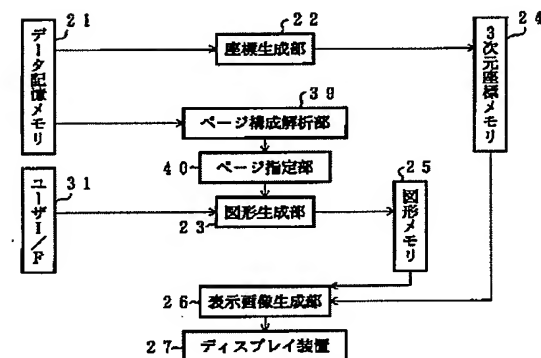 21
データ記憶メモリ
22
座標生成部
24
3次元座標メモリ
39
ページ構成解析部
40
ページ指定部
31
ユーザI/F
23
図形生成部
25
図形メモリ
26
表示画像生成部
27
ディスプレイ装置